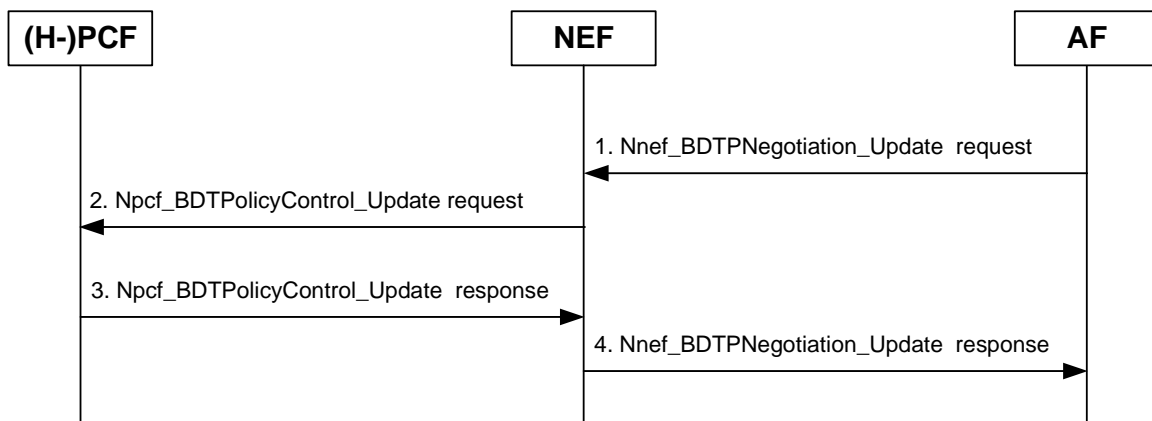 (H-)PCF
NEF
AF
1. Nnef_BDTPNegotiation_Update request
2. Npcf_BDTPolicyControl_Update request
3. Npcf_BDTPolicyControl_Update response
4. Nnef_BDTPNegotiation_Update response